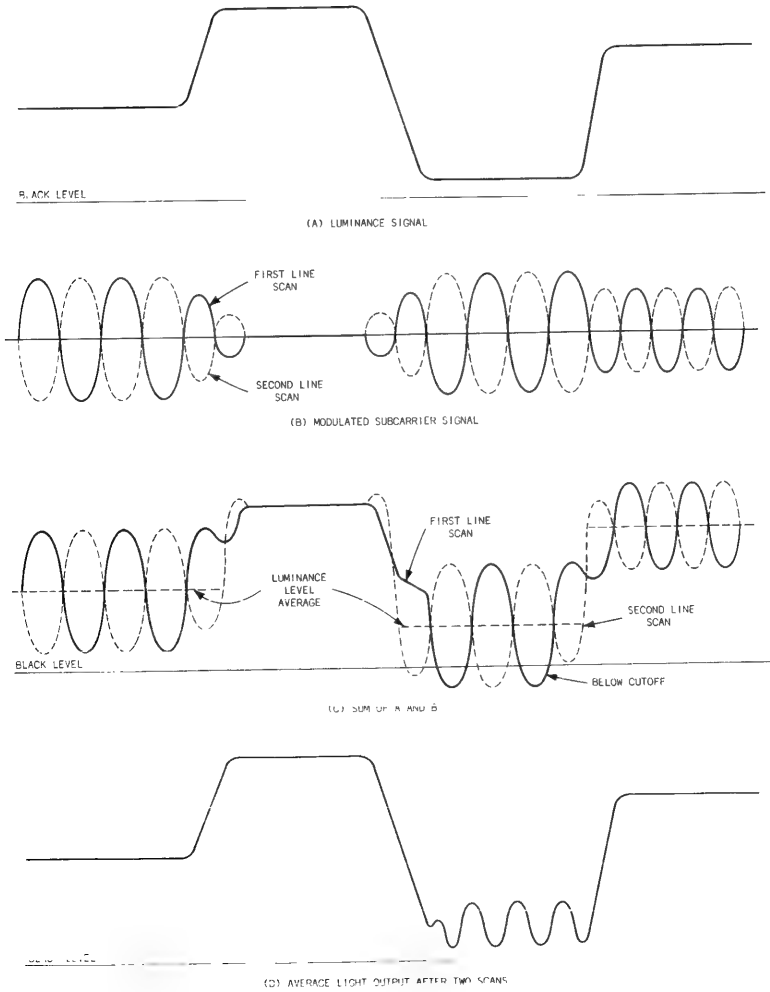 BLACK LEVEL
(A) LUMINANCE SIGNAL
FIRST LINE
SCAN
SECOND LINE
SCAN
(B) MODULATED SUBCARRIER SIGNAL
FIRST LINE
SCAN
LUMINANCE
LEVEL
AVERAGE
SECOND LINE
SCAN
BLACK LEVEL
BELOW CUTOFF
(C) SUM OF A AND B
LEVEL
(D) AVERAGE LIGHT OUTPUT AFTER TWO SCANS